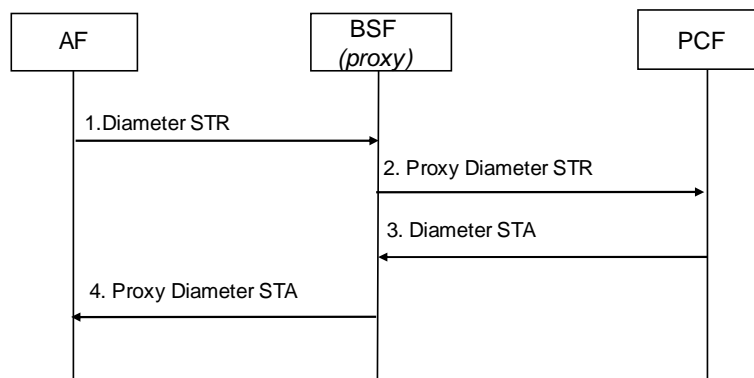 AF
BSF
(proxy)
PCF
1.Diameter STR
2. Proxy Diameter STR
3. Diameter STA
4. Proxy Diameter STA